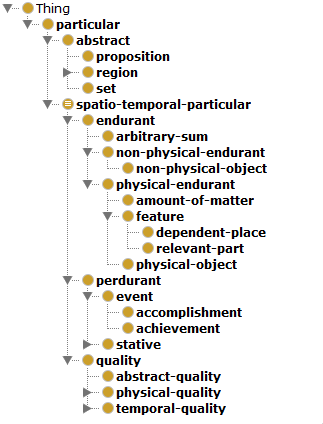 Thing
particular
abstract
proposition
region
set
spatio-temporal-particular
endurant
arbitrary-sum
non-physical-endurant
non-physical-object
physical-endurant
amount-of-matter
feature
dependent-place
relevant-part
physical-object
perdurant
event
accomplishment
achievement
stative
quality
abstract-quality
physical-quality
temporal-quality